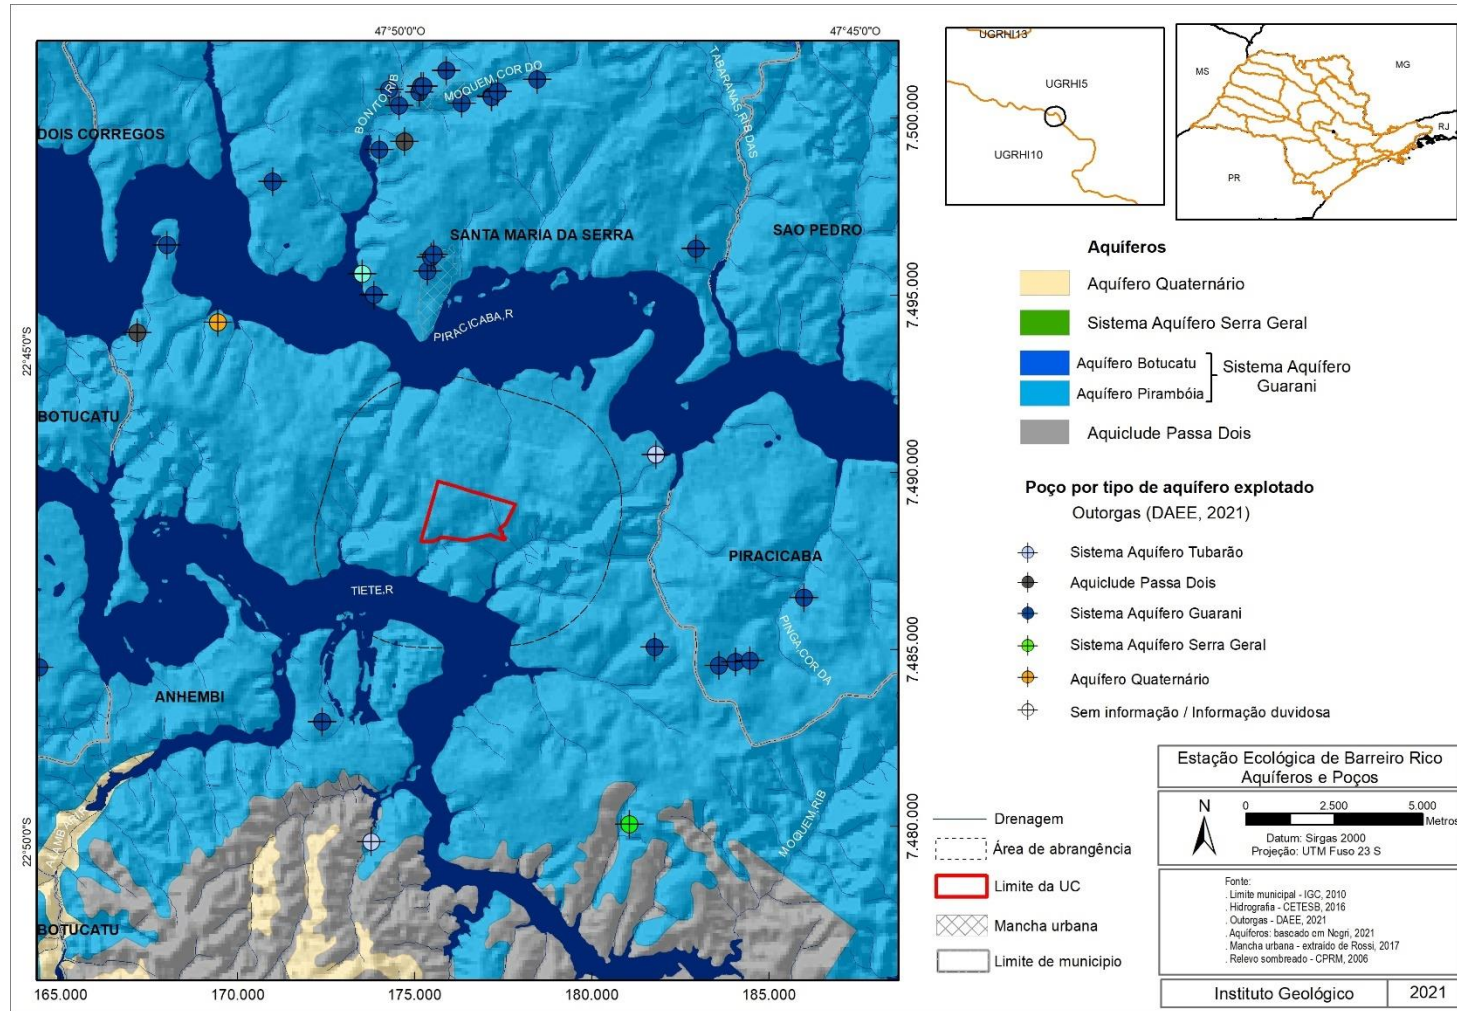 47°50'0"O
47°45'0"O
DOIS CORREGOS
BONITO,RIB
MOQUEM,COR DO
TABARANAS,RIB DAS
SANTA MARIA DA SERRA
SAO PEDRO
PIRACICABA,R
22°45'0"S
BOTUCATU
PIRACICABA
TIETE,R
PINGA,COR DA
ANHEMBI
MOQUEM,RIB
22°50'0"S
BOTUCATU
7.500.000
7.495.000
7.490.000
7.485.000
7.480.000
165.000
170.000
175.000
180.000
185.000
UGRHI13
UGRHI5
UGRHI10
MS
MG
RJ
PR
Aquíferos
Aquífero Quaternário
Sistema Aquífero Serra Geral
Aquífero Botucatu
Aquífero Pirambóia
Sistema Aquífero
Guarani
Aquiclude Passa Dois
Poço por tipo de aquífero explotado
Outorgas (DAEE, 2021)
Sistema Aquífero Tubarão
Aquiclude Passa Dois
Sistema Aquífero Guarani
Sistema Aquífero Serra Geral
Aquífero Quaternário
Sem informação / Informação duvidosa
Drenagem
Área de abrangência
Limite da UC
Mancha urbana
Limite de municipio
Estação Ecológica de Barreiro Rico
Aquíferos e Poços
N
0 2.500 5.000
Metros
Datum: Sirgas 2000
Projeção: UTM Fuso 23 S
Fonte:
. Limite municipal - IGC, 2010
. Hidrografia - CETESB, 2016
. Outorgas - DAEE, 2021
. Aquíferos: bascado cm Ncgri, 2021
. Mancha urbana - extraído de Rossi, 2017
. Relevo sombreado - CPRM, 2006
Instituto Geológico 2021